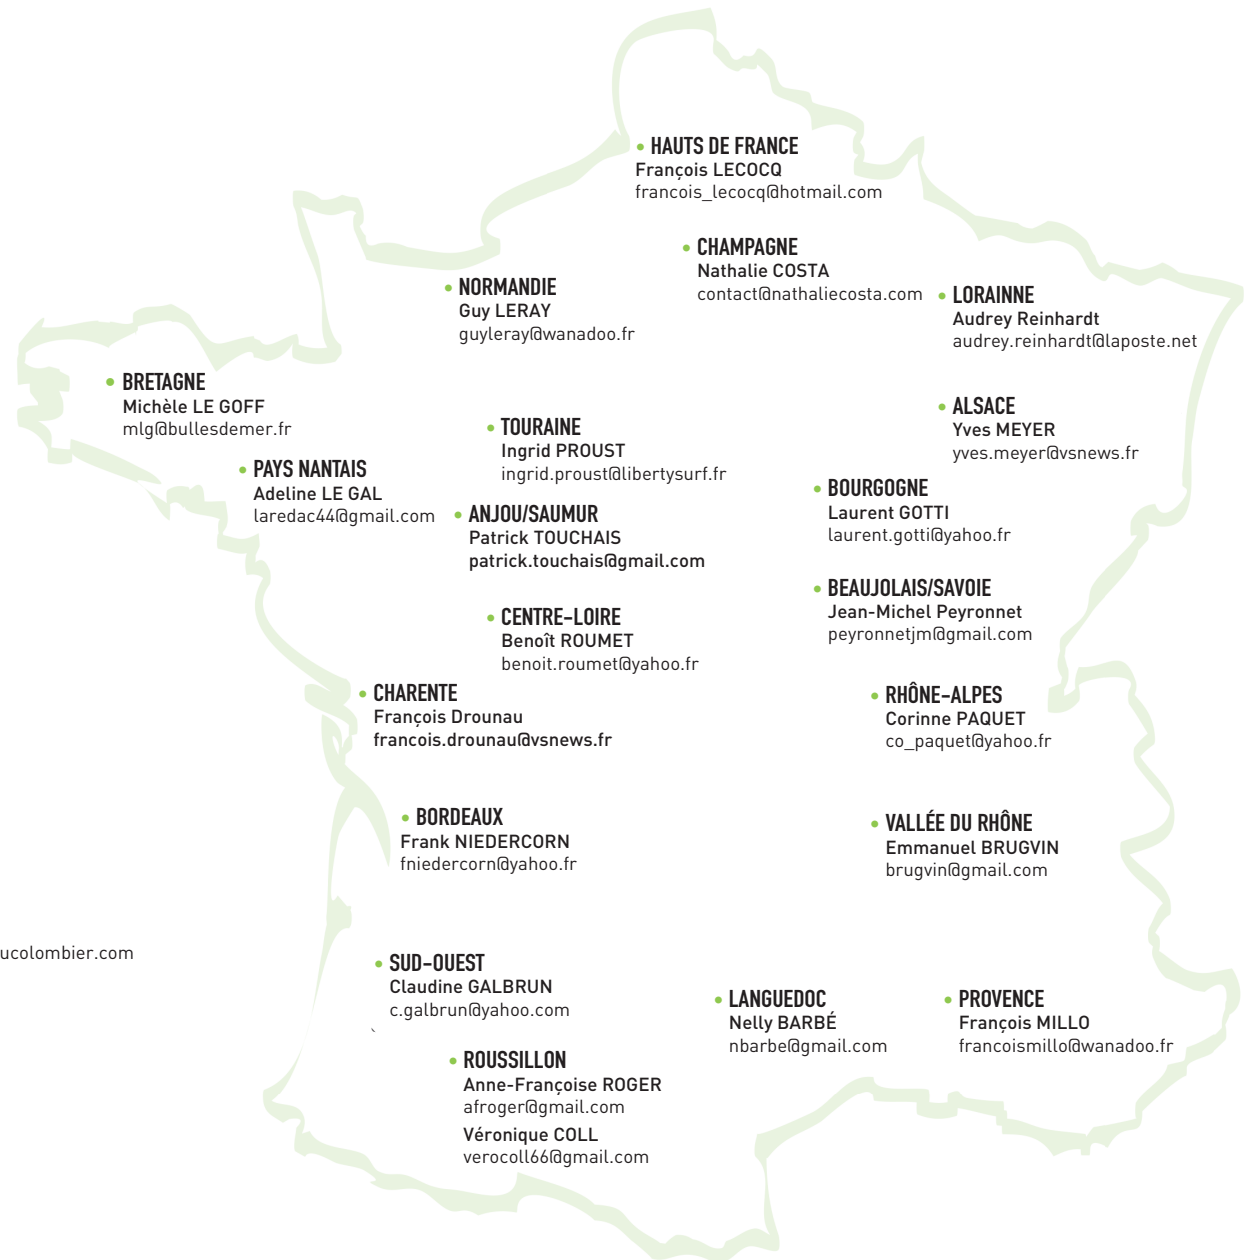 • HAUTS DE FRANCE
François LECOCQ
francois_lecocq@hotmail.com
• CHAMPAGNE
Nathalie COSTA
contact@nathaliecosta.com
• NORMANDIE
Guy LERAY
guyleray@wanadoo.fr
• LORAINNE
Audrey Reinhardt
audrey.reinhardt@laposte.net
• BRETAGNE
Michèle LE GOFF
mlg@bullesdemer.fr
• ALSACE
Yves MEYER
yves.meyer@vsnews.fr
• TOURAINE
Ingrid PROUST
ingrid.proust@libertysurf.fr
• PAYS NANTAIS
Adeline LE GAL
laredac44@gmail.com
• BOURGOGNE
Laurent GOTTI
laurent.gotti@yahoo.fr
• ANJOU/SAUMUR
Patrick TOUCHAIS
patrick.touchais@gmail.com
• BEAUJOLAIS/SAVOIE
Jean-Michel Peyronnet
peyronnetjm@gmail.com
• CENTRE-LOIRE
Benoît ROUMET
benoit.roumet@yahoo.fr
• CHARENTE
François Drounau
francois.drounau@vsnews.fr
• RHÔNE-ALPES
Corinne PAQUET
co_paquet@yahoo.fr
• BORDEAUX
Frank NIEDERCORN
fniedercorn@yahoo.fr
• VALLÉE DU RHÔNE
Emmanuel BRUGVIN
brugvin@gmail.com
ucolombier.com
• SUD-OUEST
Claudine GALBRUN
c.galbrun@yahoo.com
• LANGUEDOC
Nelly BARBÉ
nbarbe@gmail.com
• PROVENCE
François MILLO
francoismillo@wanadoo.fr
• ROUSSILLON
Anne-Françoise ROGER
afroger@gmail.com
Véronique COLL
verocoll66@gmail.com